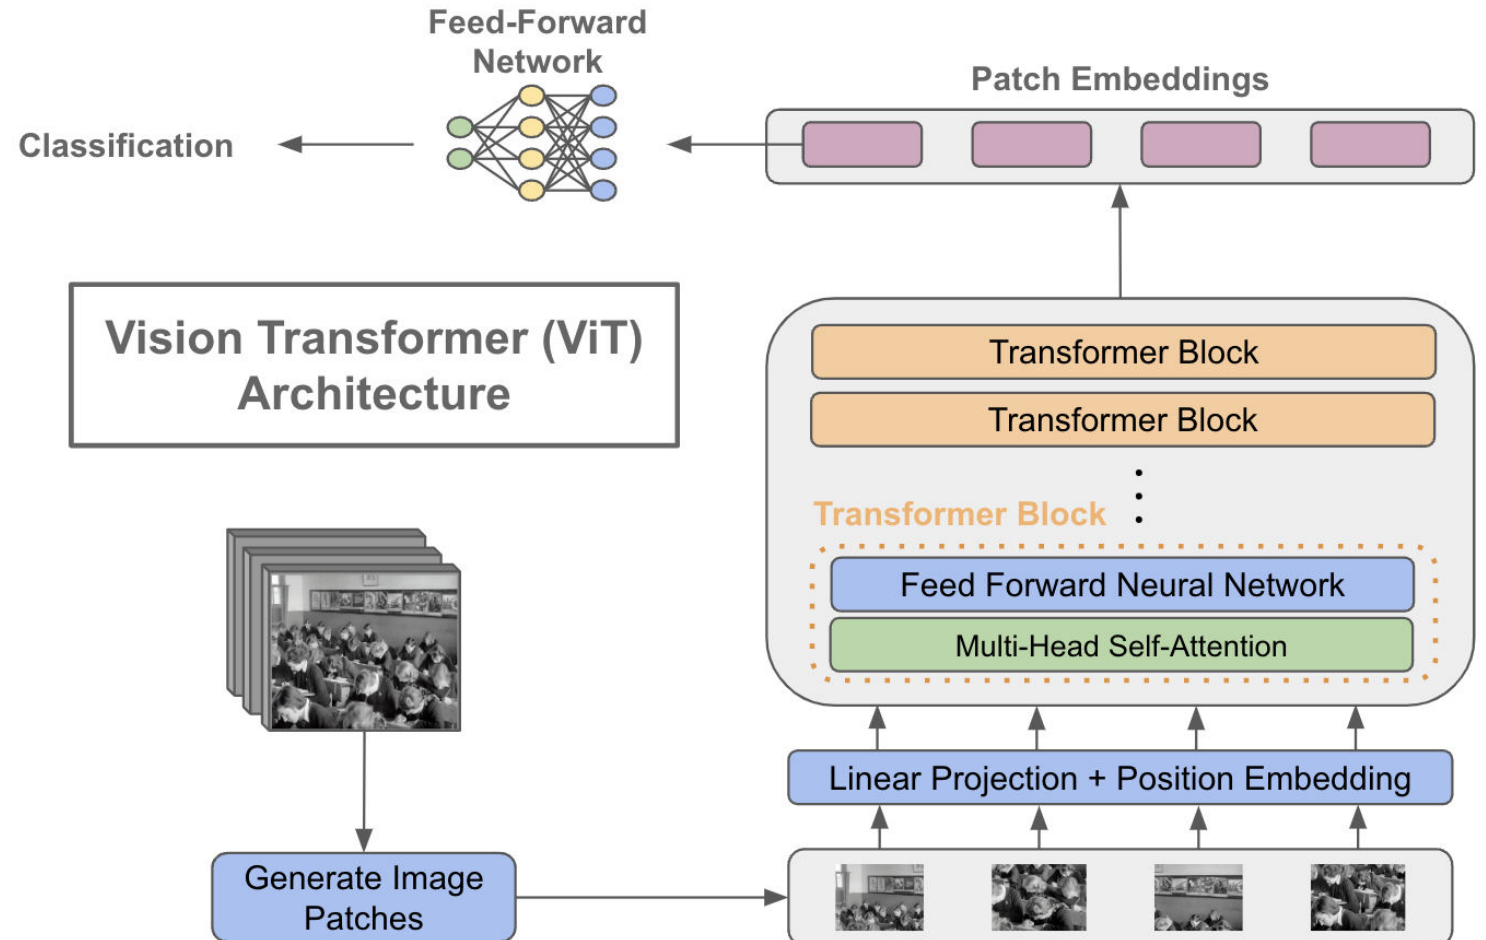 Feed-Forward
Network
Patch Embeddings
Classification
Vision Transformer (ViT)
Architecture
Transformer Block
Transformer Block
Transformer Block
Feed Forward Neural Network
Multi-Head Self-Attention
Linear Projection + Position Embedding
Generate Image
Patches